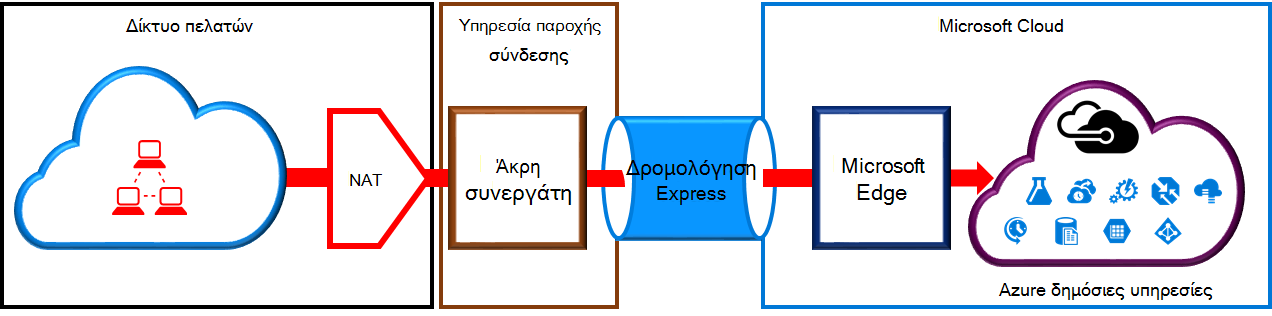 Δίκτυο πελατών
Υπηρεσία παροχής
σύνδεσης
Microsoft Cloud
NAT
Άκρη
συνεργάτη
Δρομολόγηση
Express
Microsoft
Edge
Azure δημόσιες υπηρεσίες